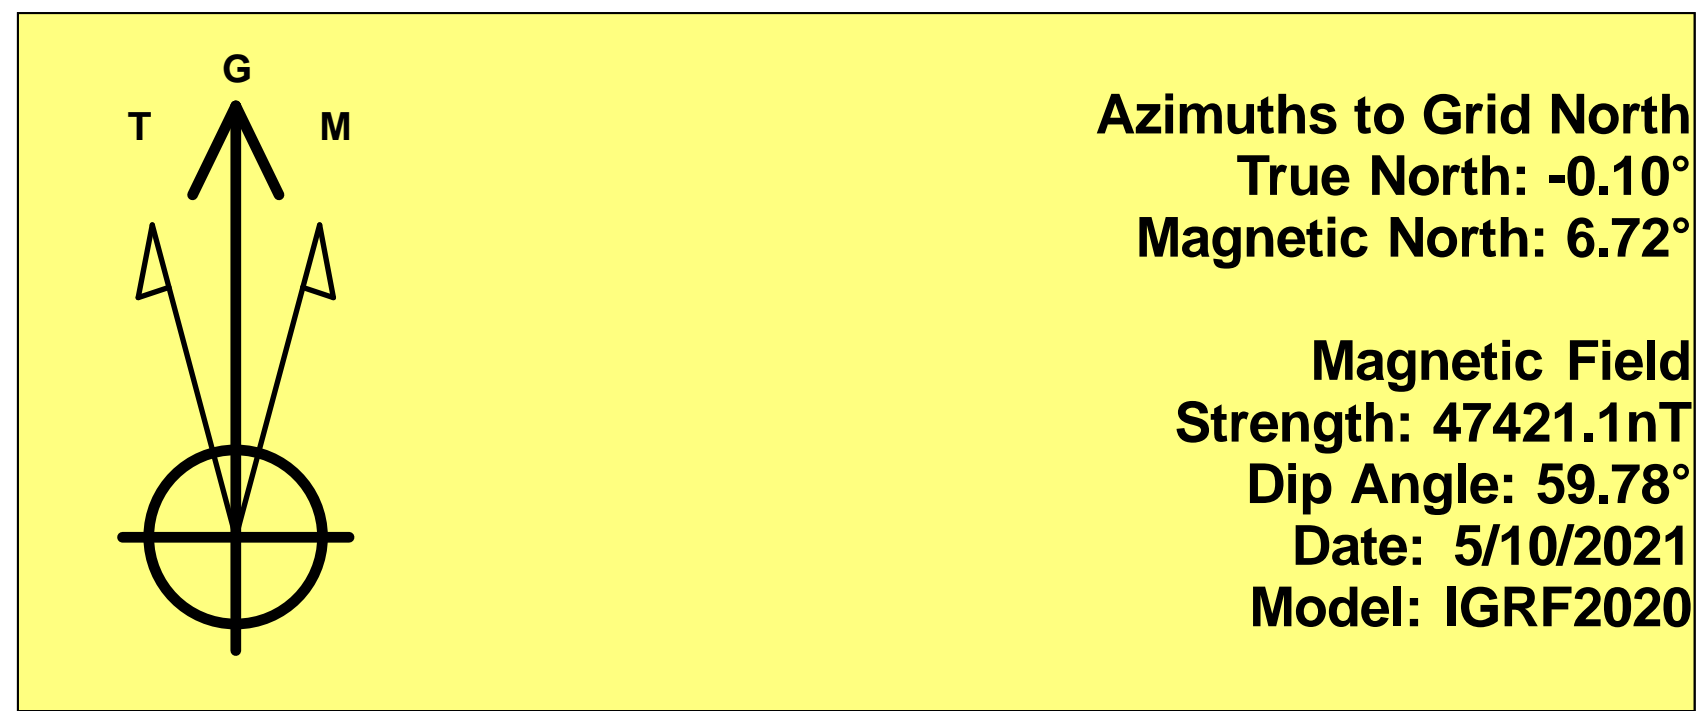 G
T
M
Azimuths to Grid North
True North: -0.10°
Magnetic North: 6.72°
Magnetic Field
Strength: 47421.1nT
Dip Angle: 59.78°
Date: 5/10/2021
Model: IGRF2020